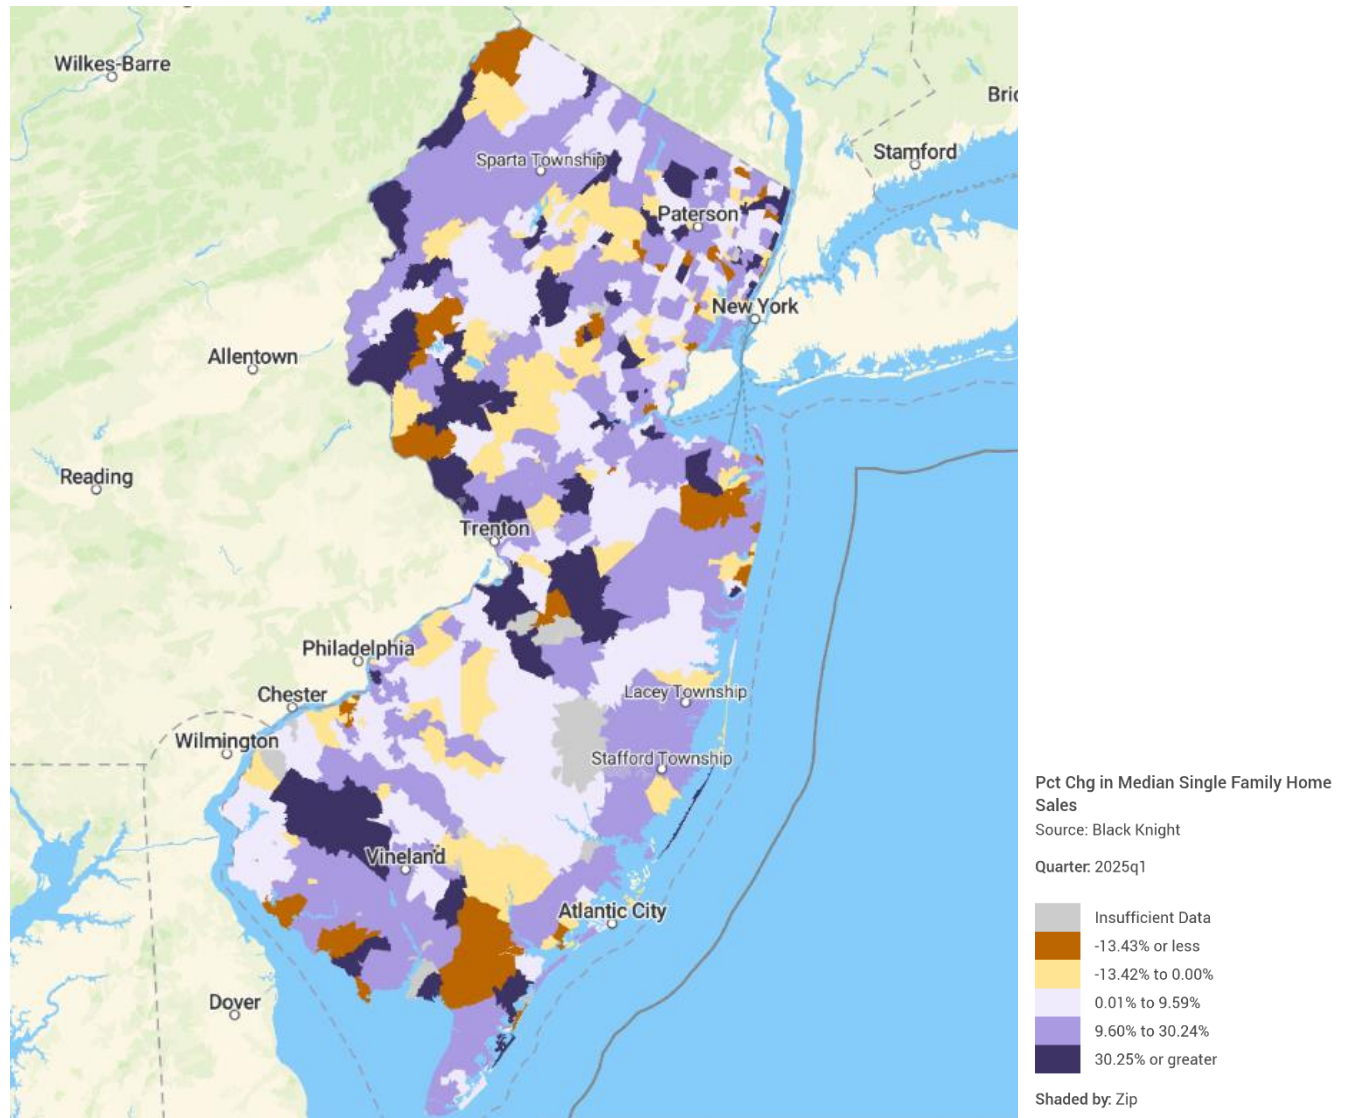 Wilkes-Barre
Bri
Stamford
Sparta Township
Paterson
New York
Allentown
Reading
Trenton
Philadelphia
Chester
Lacey Township
Wilmington
Stafford Township
Vineland
Atlantic City
Dover
Pct Chg in Median Single Family Home
Sales
Source: Black Knight
Quarter: 2025q1
Insufficient Data
-13.43% or less
-13.42% to 0.00%
0.01% to 9.59%
9.60% to 30.24%
30.25% or greater
Shaded by: Zip